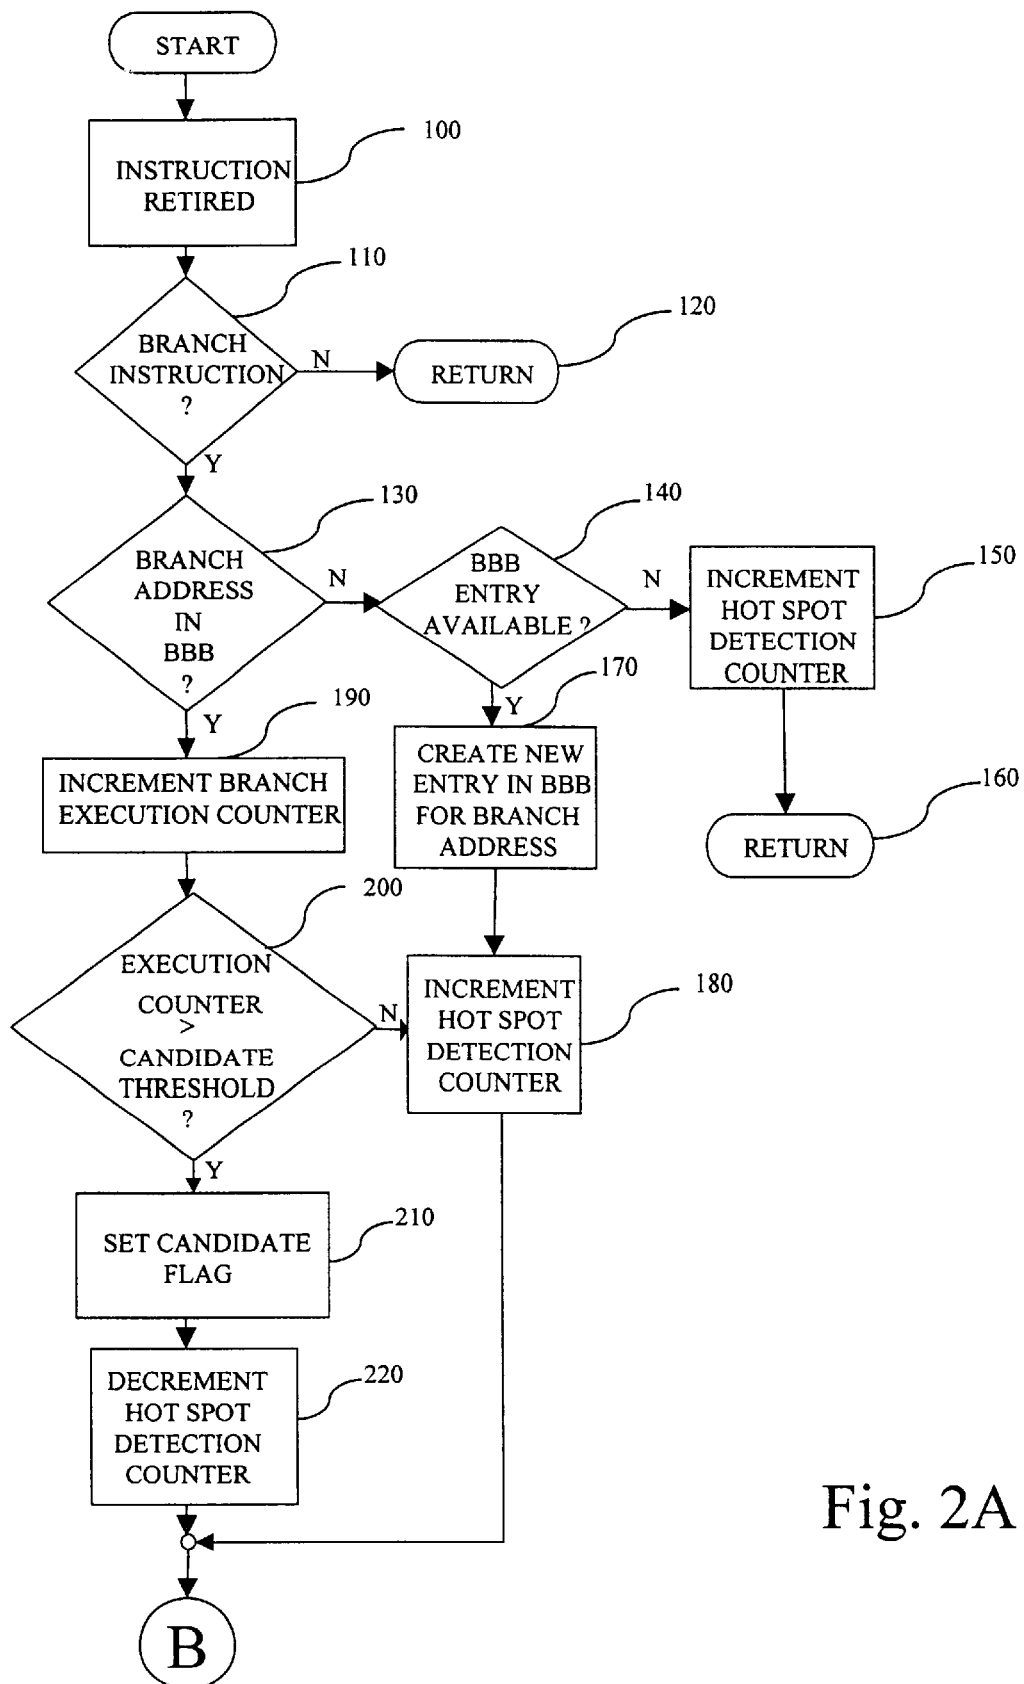 START
INSTRUCTION
RETIRED
100
110
BRANCH
INSTRUCTION
?
N
RETURN
120
Y
130
BRANCH
ADDRESS
IN
BBB
?
N
140
BBB
ENTRY
AVAILABLE ?
N
150
INCREMENT
HOT SPOT
DETECTION
COUNTER
160
RETURN
Y
170
CREATE NEW
ENTRY IN BBB
FOR BRANCH
ADDRESS
Y
190
INCREMENT BRANCH
EXECUTION COUNTER
200
EXECUTION
COUNTER
>
CANDIDATE
THRESHOLD
?
N
180
INCREMENT
HOT SPOT
DETECTION
COUNTER
Y
210
SET CANDIDATE
FLAG
220
DECREMENT
HOT SPOT
DETECTION
COUNTER
B
Fig. 2A